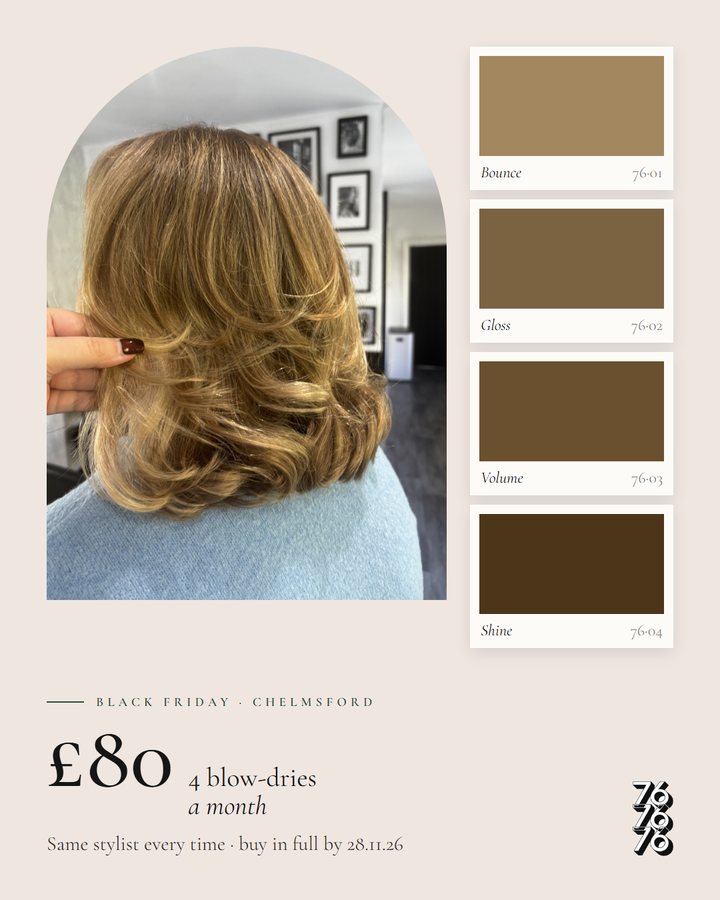 Bounce 76·01
Gloss 76·02
Volume 76·03
Shine 76·04
BLACK FRIDAY · CHELMSFORD
£80 4 blow-dries
a month
Same stylist every time · buy in full by 28.11.26
76
76
76